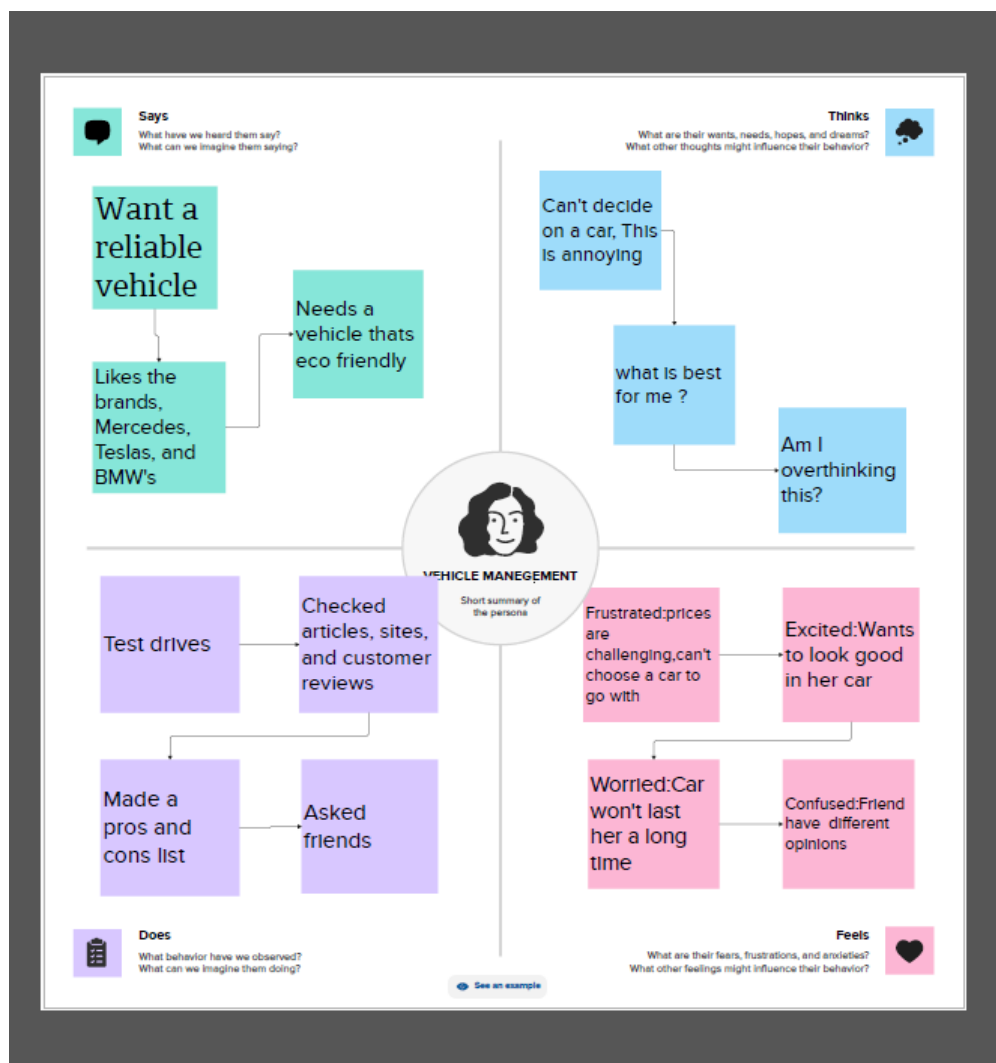 Says
What have we heard them say?
What can we imagine them saying?
Want a
reliable
vehicle
Needs a
vehicle thats
eco friendly
Likes the
brands,
Mercedes,
Teslas, and
BMW's
Thinks
What are their wants, needs, hopes, and dreams?
What other thoughts might influence their behavior?
Can't decide
on a car, This
is annoying
what is best
for me ?
Am I
overthinking
this?
VEHICLE MANEGEMENT
Short summary of
the persona
Test drives
Checked
articles, sites,
and customer
reviews
Made a
pros and
cons list
Asked
friends
Does
What behavior have we observed?
What can we imagine them doing?
Frustrated:prices
are
challenging,can't
choose a car to
go with
Excited:Wants
to look good
in her car
Worried:Car
won't last
her a long
time
Confused:Friend
have different
opinions
Feels
What are their fears, frustrations, and anxieties?
What other feelings might influence their behavior?
See an example